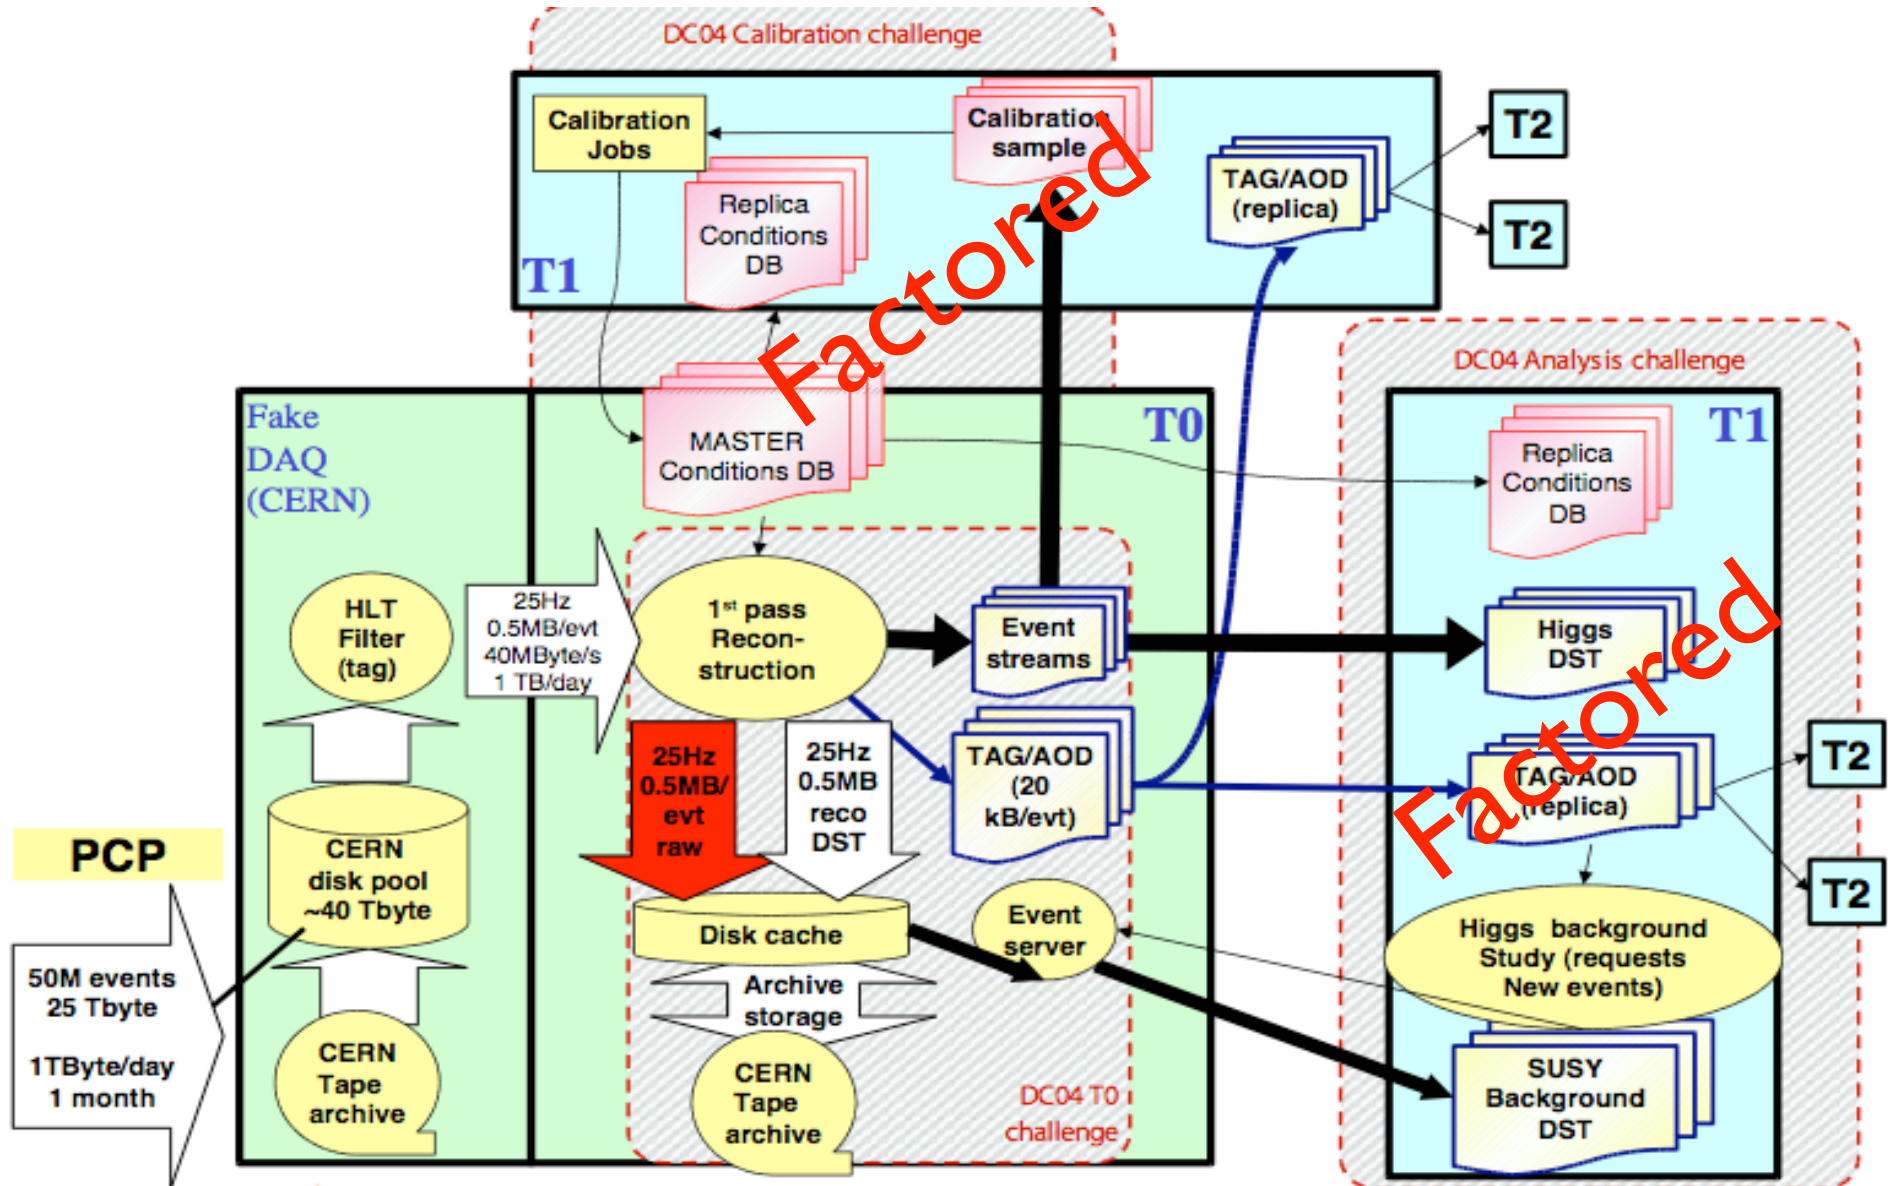 DC04 Calibration challenge
Calibration
Jobs
Calibration
sample
Replica
Conditions
DB
TAG/AOD
(replica)
T2
T2
T1
Factored
DC04 Analysis challenge
Fake
DAQ
(CERN)
MASTER
Conditions DB
T0
T1
Replica
Conditions
DB
HLT
Filter
(tag)
25Hz
0.5MB/evt
40MByte/s
1 TB/day
1st pass
Recon-
struction
Event
streams
Higgs
DST
25Hz
0.5MB/
evt
raw
25Hz
0.5MB
reco
DST
TAG/AOD
(20
kB/evt)
TAG/AOD
(replica)
Factored
T2
T2
PCP
CERN
disk pool
~40 Tbyte
50M events
25 Tbyte
1TByte/day
1 month
Disk cache
Event
server
Higgs background
Study (requests
New events)
Archive
storage
CERN
Tape
archive
CERN
Tape
archive
DC04 T0
challenge
SUSY
Background
DST